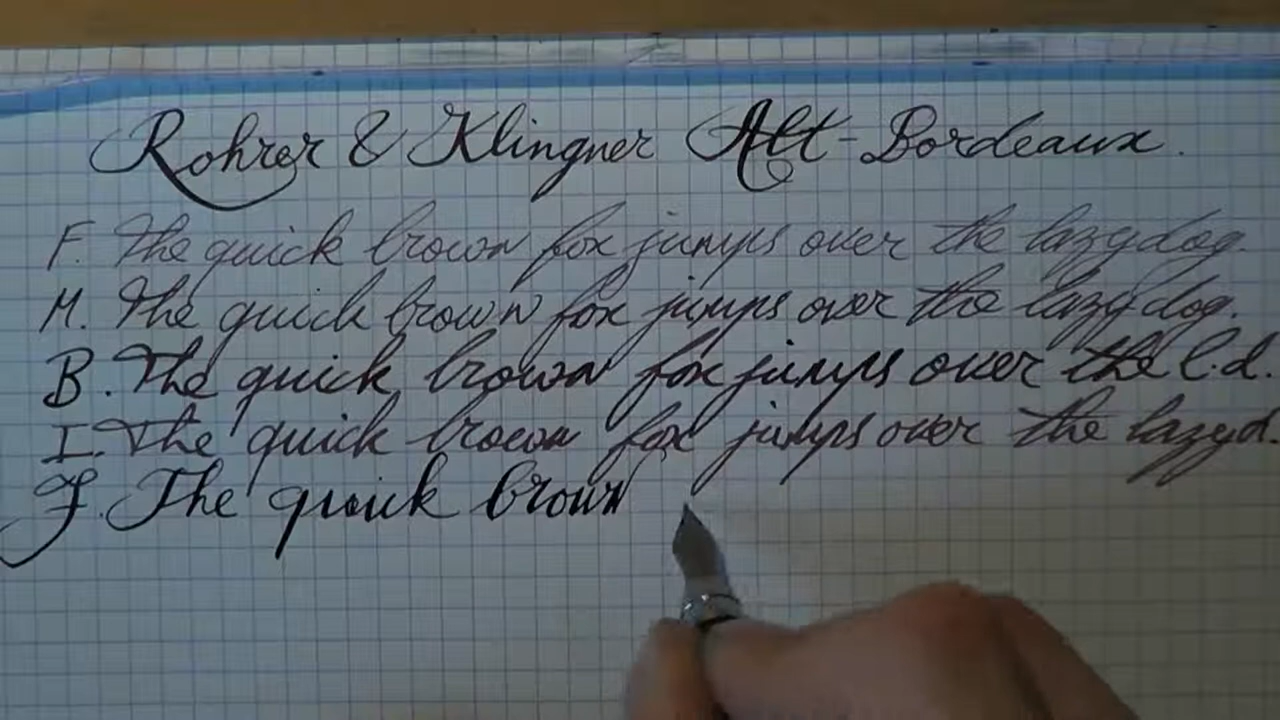 Rohrer & Klingner Alt-Bordeaux.
F. The quick brown fox jumps over the lazy dog.
M. The quick brown fox jumps over the lazy dog.
B. The quick brown fox jumps over the l.d.
I. The quick brown fox jumps over the lazy d.
F. The quick brown